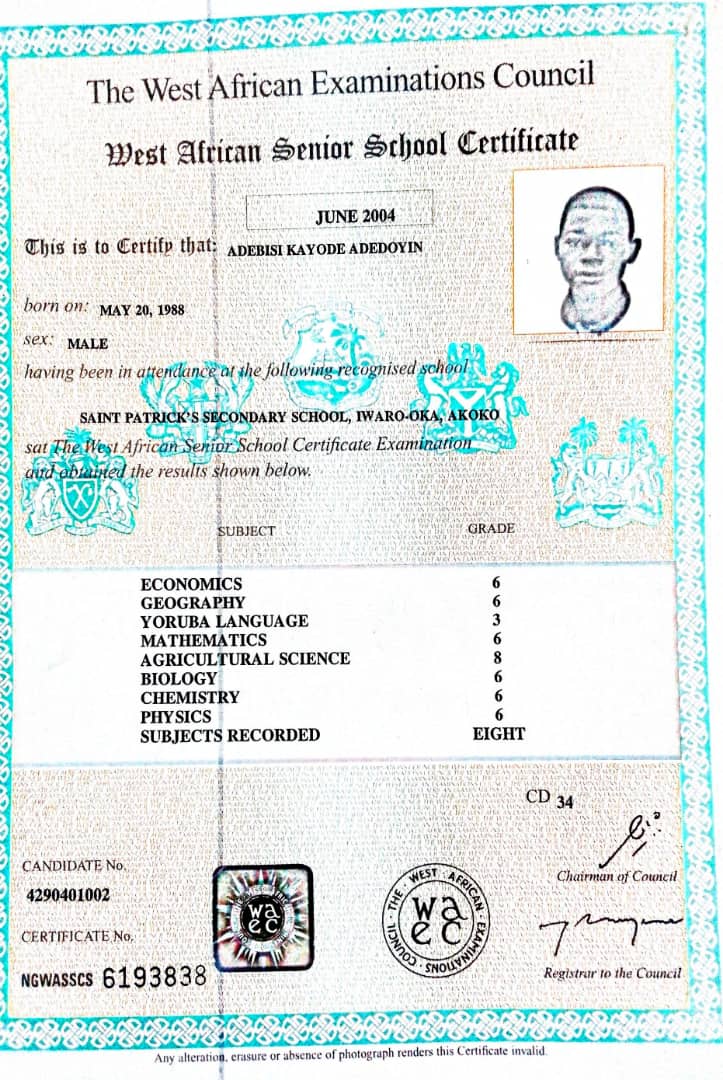 The West African Examinations Council
West African Senior School Certificate
JUNE 2004
This is to Certify that: ADEBISI KAYODE ADEDOYIN
born on: MAY 20, 1988
sex: MALE
having been in attendance at the following recognised school
SAINT PATRICK'S SECONDARY SCHOOL, IWARO-OKA, AKOKO
sat The West African Senior School Certificate Examination
and obtained the results shown below.
SUBJECT GRADE
ECONOMICS 6
GEOGRAPHY 6
YORUBA LANGUAGE 3
MATHEMATICS 6
AGRICULTURAL SCIENCE 8
BIOLOGY 6
CHEMISTRY 6
PHYSICS 6
SUBJECTS RECORDED EIGHT
CD 34
Chairman of Council
CANDIDATE No.
4290401002
CERTIFICATE No.
NGWASSCS 6193838
waec
THE WEST AFRICAN EXAMINATIONS COUNCIL
waec
Registrar to the Council
Any alteration, erasure or absence of photograph renders this Certificate invalid.